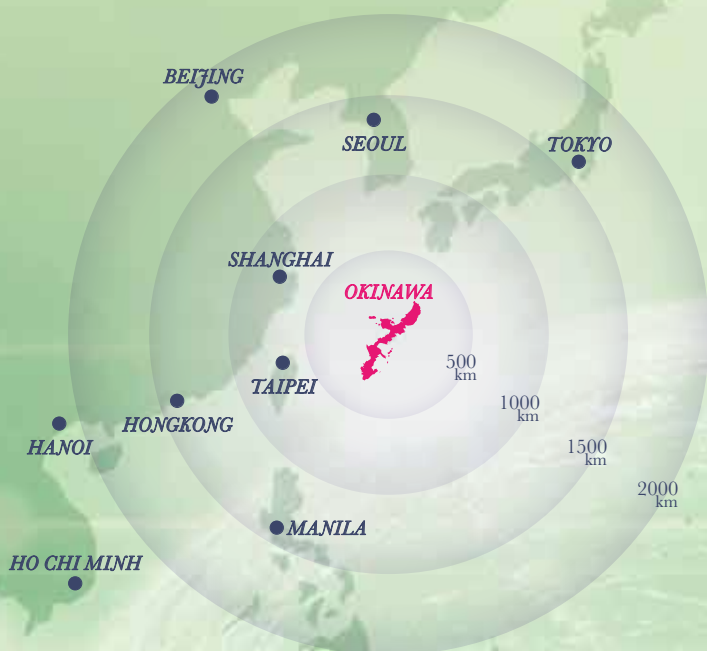 BEIJING
SEOUL
TOKYO
SHANGHAI
OKINAWA
500
km
TAIPEI
1000
km
HONGKONG
HANOI
1500
km
2000
km
MANILA
HO CHI MINH